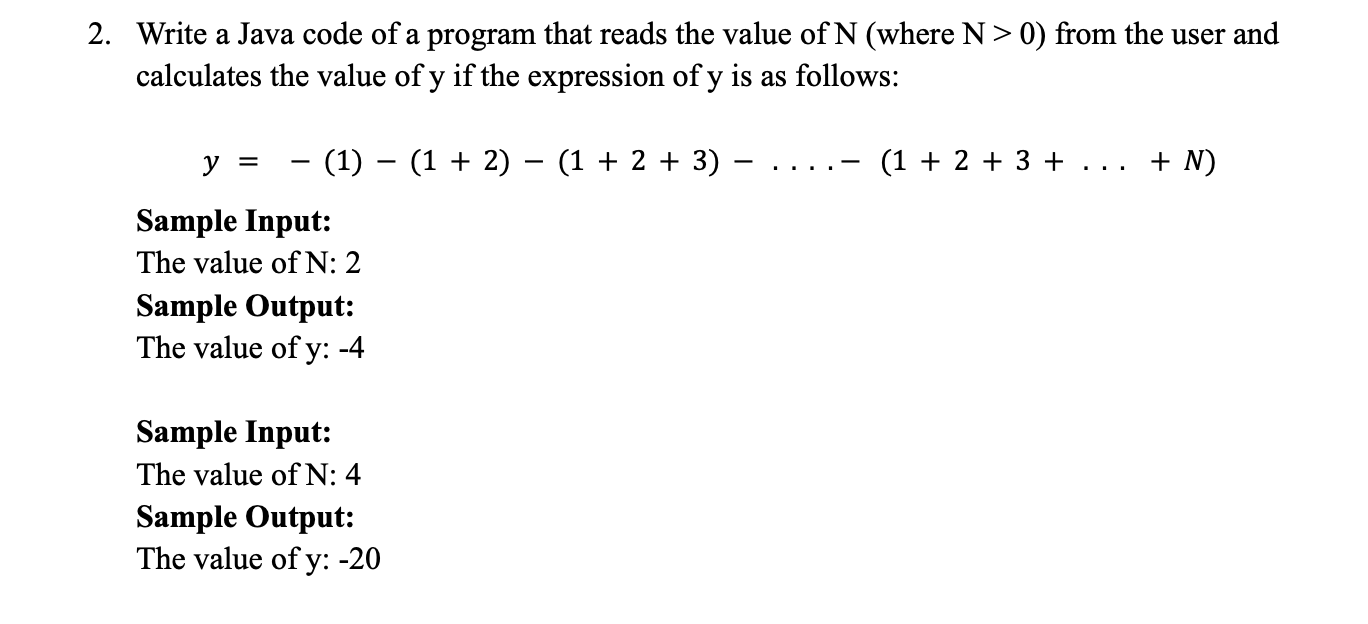 2. Write a Java code of a program that reads the value of N (where N > 0) from the user and
calculates the value of y if the expression of y is as follows:
y = − (1) − (1 + 2) − (1 + 2 + 3) − . . . . − (1 + 2 + 3 + . . . + N)
Sample Input:
The value of N: 2
Sample Output:
The value of y: -4
Sample Input:
The value of N: 4
Sample Output:
The value of y: -20